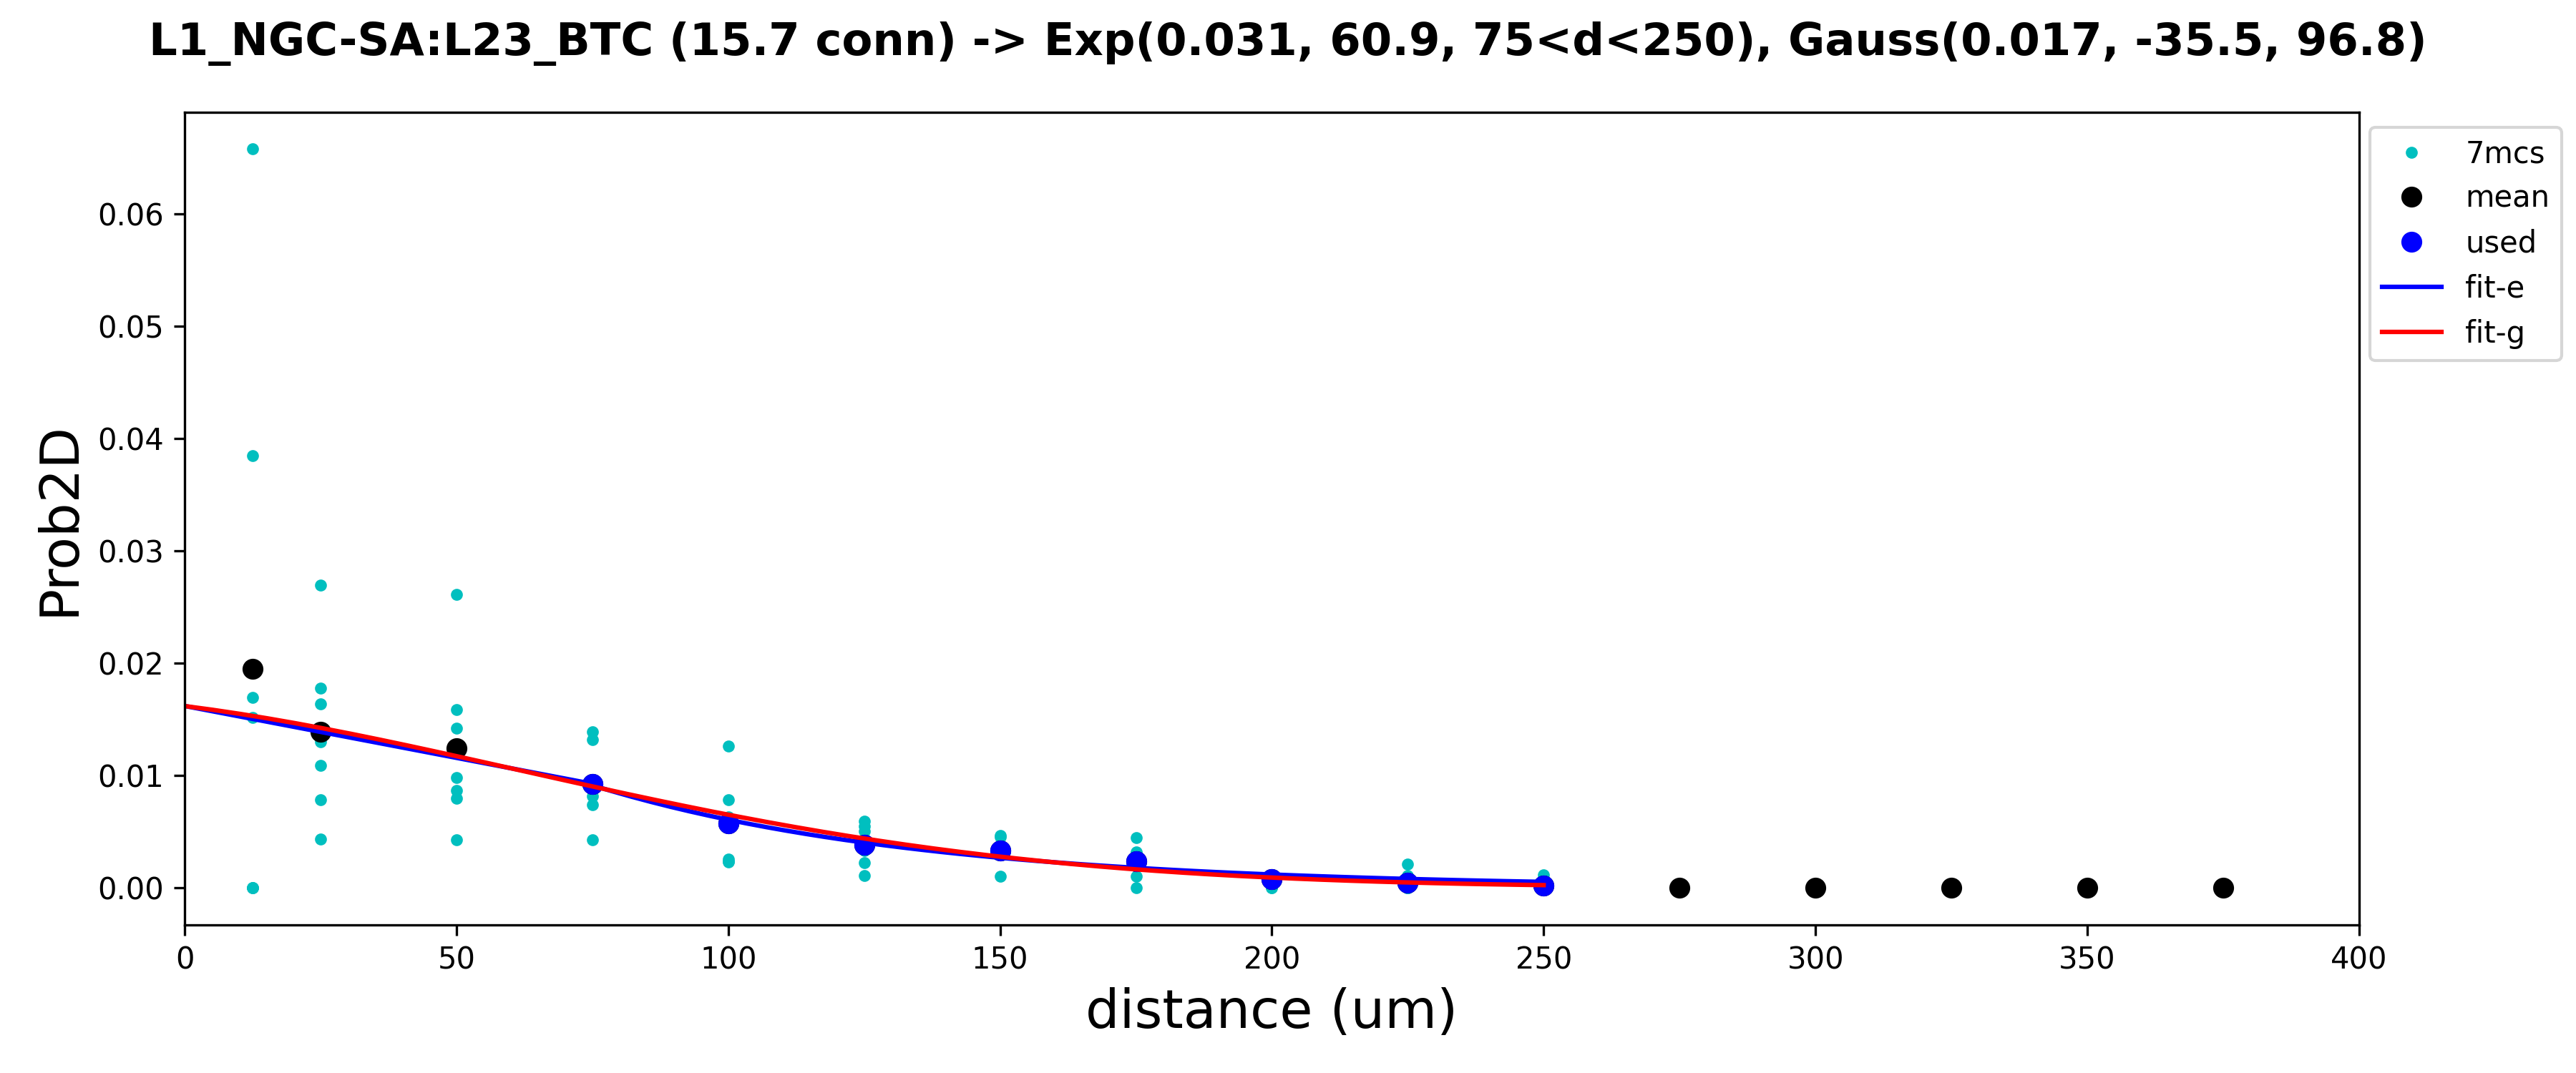 L1_NGC-SA:L23_BTC (15.7 conn) -> Exp(0.031, 60.9, 75<d<250), Gauss(0.017, -35.5, 96.8)
7mcs
mean
used
fit-e
fit-g
Prob2D
0.06
0.05
0.04
0.03
0.02
0.01
0.00
0 50 100 150 200 250 300 350 400
distance (um)